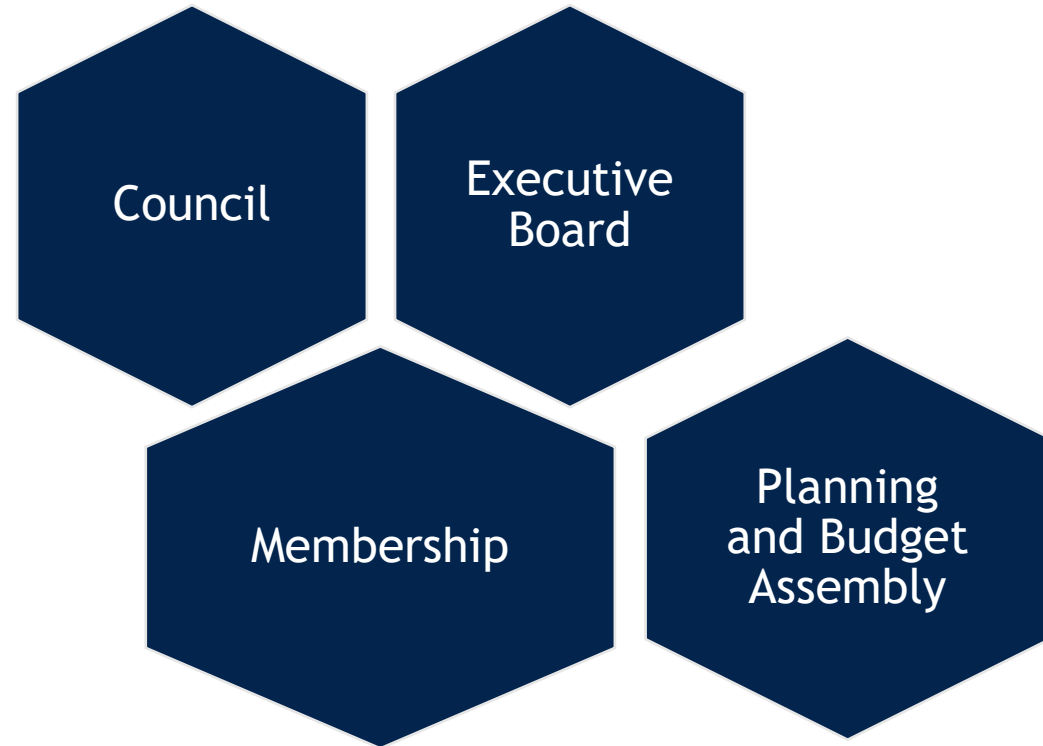 Council
Executive
Board
Membership
Planning
and Budget
Assembly